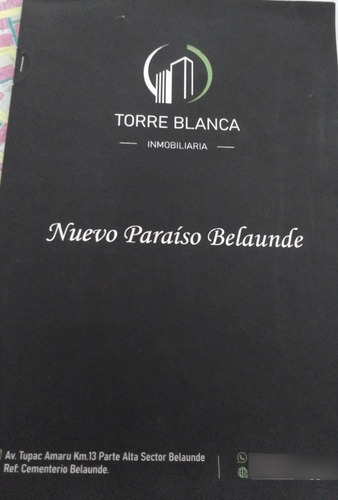 TORRE BLANCA
INMOBILIARIA
Nuevo Paraíso Belaunde
Av. Tupac Amaru Km.13 Parte Alta Sector Belaunde
Ref: Cementerio Belaunde.